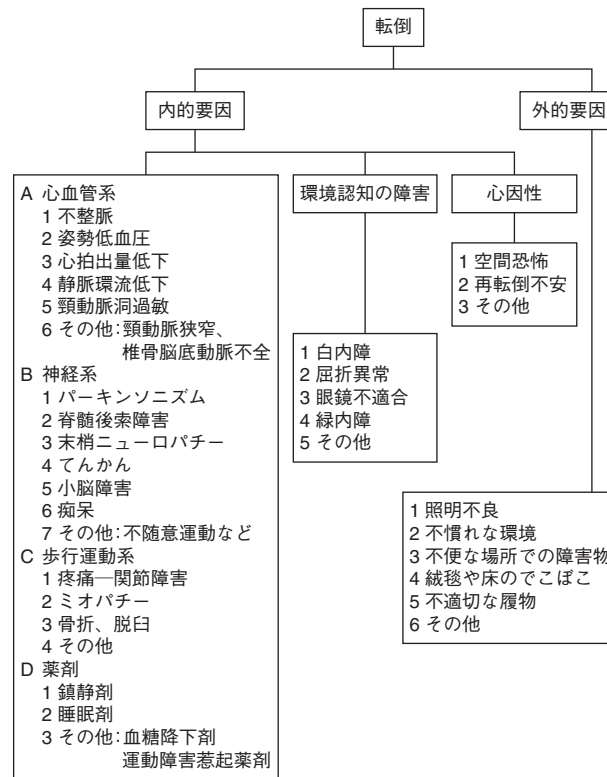 転倒
内的要因
外的要因
A 心血管系
1 不整脈
2 姿勢低血圧
3 心拍出量低下
4 静脈環流低下
5 頸動脈洞過敏
6 その他:頸動脈狭窄、
椎骨脳底動脈不全
B 神経系
1 パーキンソニズム
2 脊髄後索障害
3 末梢ニューロパチー
4 てんかん
5 小脳障害
6 痴呆
7 その他:不随意運動など
C 歩行運動系
1 疼痛―関節障害
2 ミオパチー
3 骨折、脱臼
4 その他
D 薬剤
1 鎮静剤
2 睡眠剤
3 その他:血糖降下剤
運動障害惹起薬剤
環境認知の障害
1 白内障
2 屈折異常
3 眼鏡不適合
4 緑内障
5 その他
心因性
1 空間恐怖
2 再転倒不安
3 その他
1 照明不良
2 不慣れな環境
3 不便な場所での障害物
4 絨毯や床のでこぼこ
5 不適切な履物
6 その他